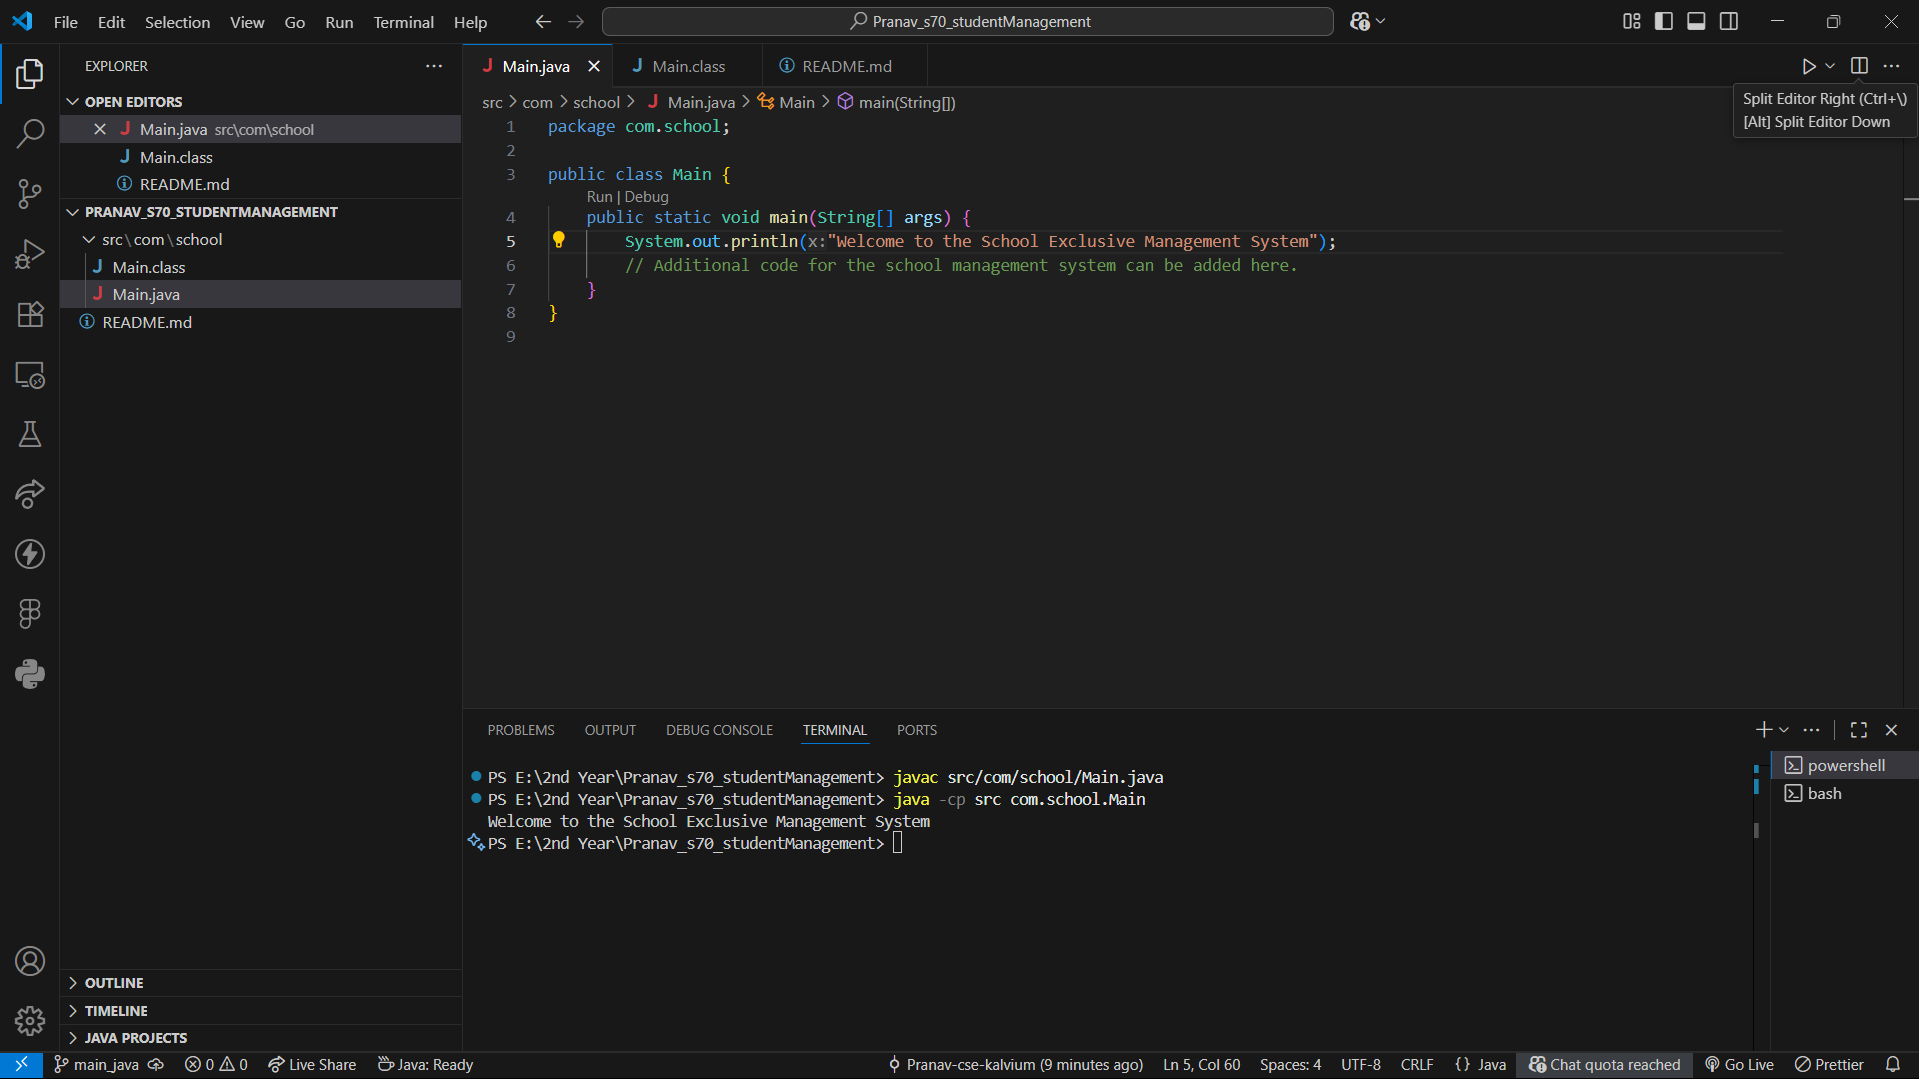 File Edit Selection View Go Run Terminal Help
Pranav_s70_studentManagement
EXPLORER
OPEN EDITORS
Main.java src\com\school
Main.class
README.md
PRANAV_S70_STUDENTMANAGEMENT
src\com\school
Main.class
Main.java
README.md
OUTLINE
TIMELINE
JAVA PROJECTS
Main.java Main.class README.md
Split Editor Right (Ctrl+\)
[Alt] Split Editor Down
src > com > school > Main.java > Main > main(String[])
1 package com.school;
2
3 public class Main {
Run | Debug
4 public static void main(String[] args) {
5 System.out.println(x:"Welcome to the School Exclusive Management System");
6 // Additional code for the school management system can be added here.
7 }
8 }
9
PROBLEMS OUTPUT DEBUG CONSOLE TERMINAL PORTS
PS E:\2nd Year\Pranav_s70_studentManagement> javac src/com/school/Main.java
PS E:\2nd Year\Pranav_s70_studentManagement> java -cp src com.school.Main
Welcome to the School Exclusive Management System
PS E:\2nd Year\Pranav_s70_studentManagement>
powershell
bash
main_java 0 0 Live Share Java: Ready Pranav-cse-kalvium (9 minutes ago) Ln 5, Col 60 Spaces: 4 UTF-8 CRLF {} Java Chat quota reached Go Live Prettier